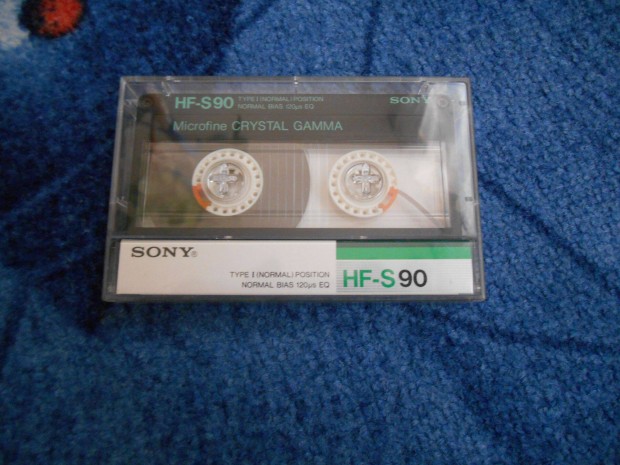 HF-S90 TYPE I (NORMAL) POSITION SONY
NORMAL BIAS 120µs EQ
Microfine CRYSTAL GAMMA
SONY®
TYPE I (NORMAL) POSITION
NORMAL BIAS 120µs EQ
HF-S 90